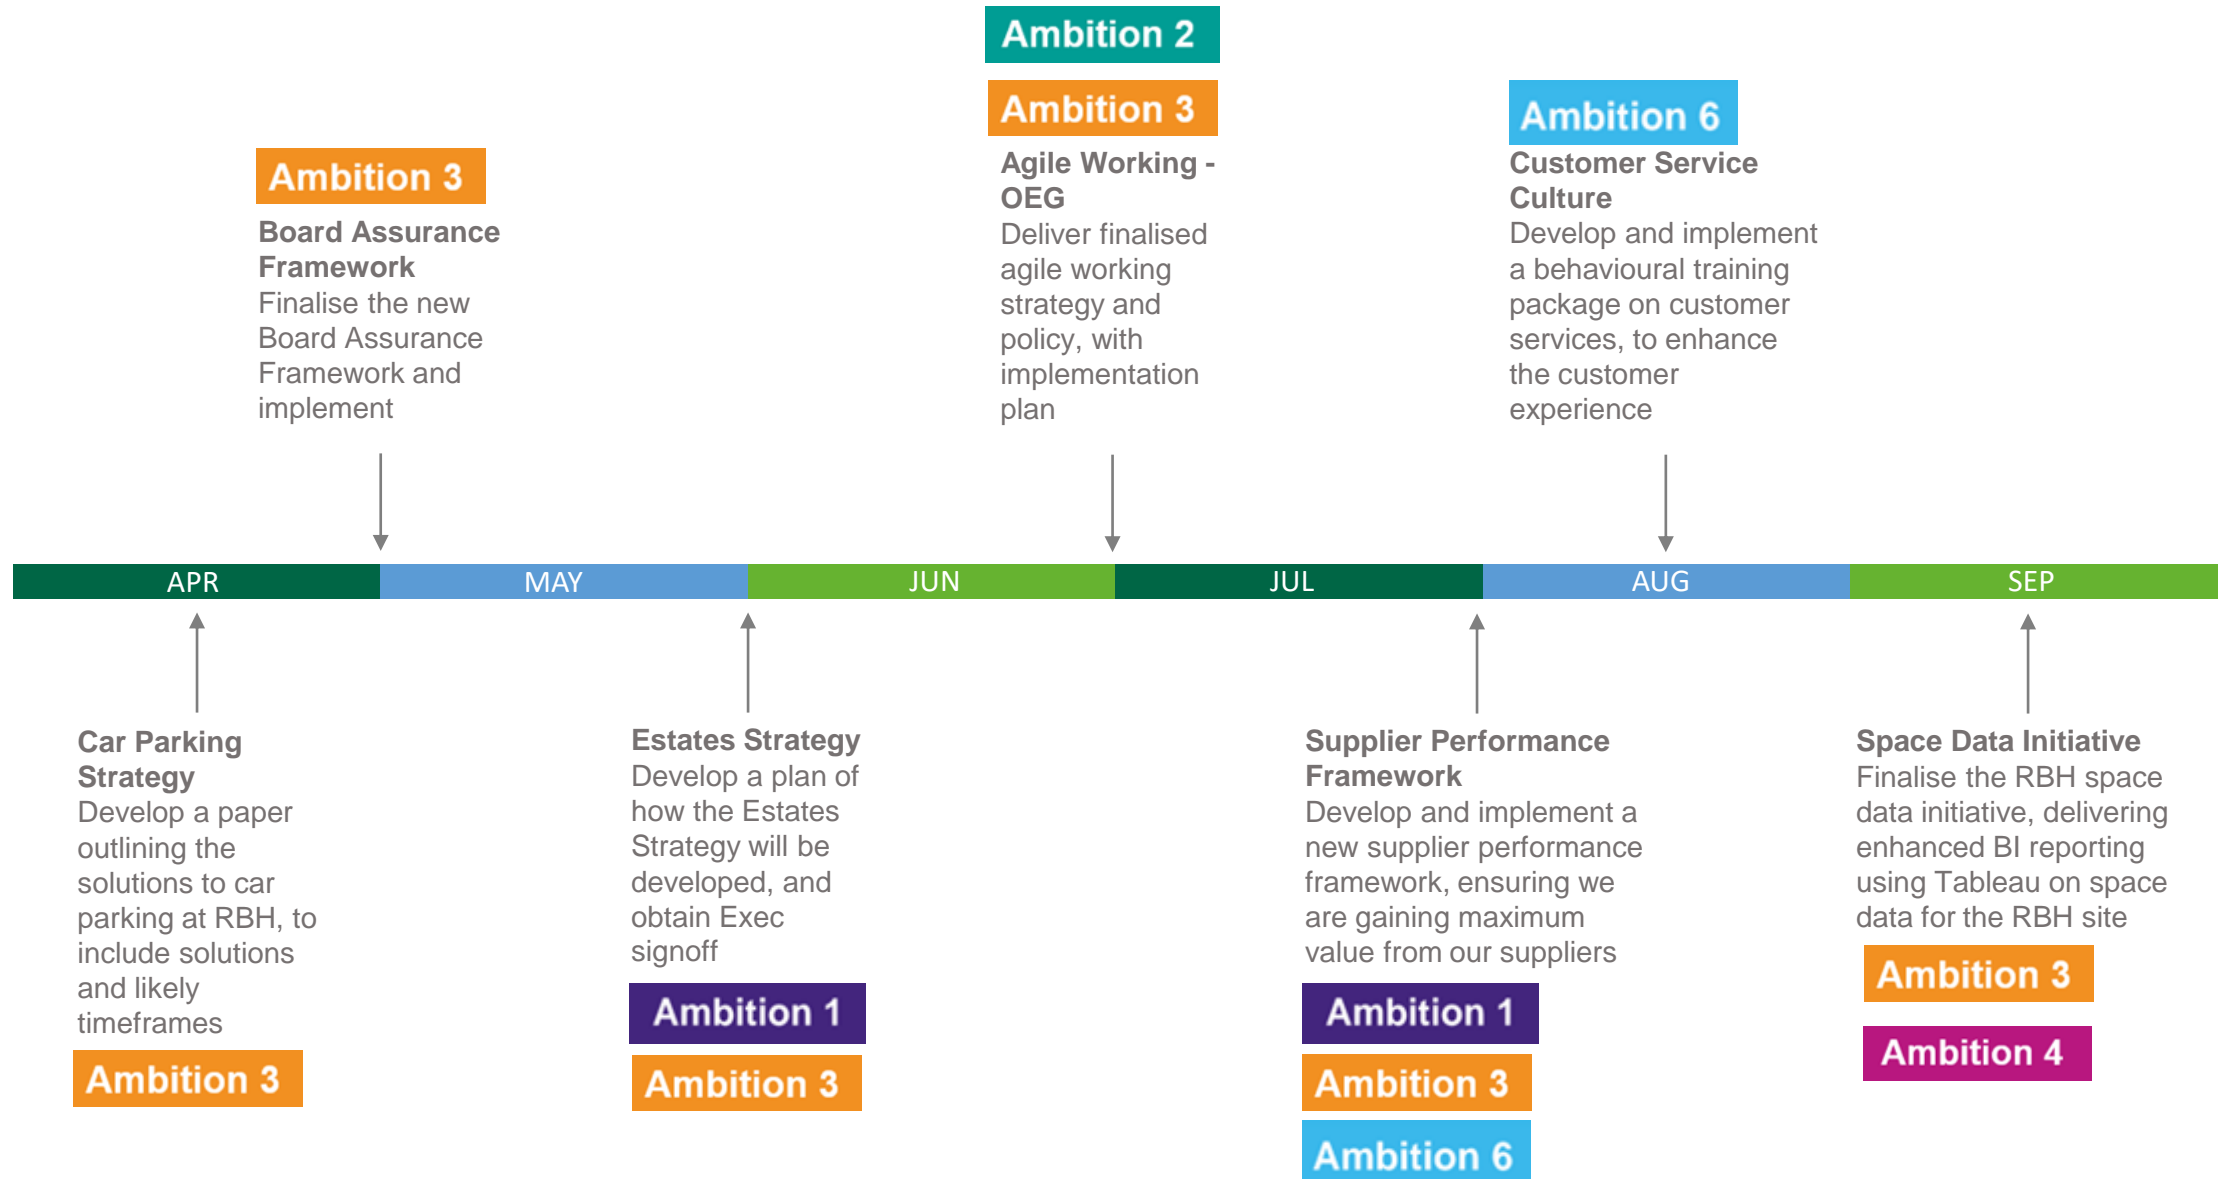 Ambition 2
Ambition 3
Agile Working -
OEG
Deliver finalised
agile working
strategy and
policy, with
implementation
plan
Ambition 6
Customer Service
Culture
Develop and implement
a behavioural training
package on customer
services, to enhance
the customer
experience
Ambition 3
Board Assurance
Framework
Finalise the new
Board Assurance
Framework and
implement
APR
MAY
JUN
JUL
AUG
SEP
Car Parking
Strategy
Develop a paper
outlining the
solutions to car
parking at RBH, to
include solutions
and likely
timeframes
Ambition 3
Estates Strategy
Develop a plan of
how the Estates
Strategy will be
developed, and
obtain Exec
signoff
Ambition 1
Ambition 3
Supplier Performance
Framework
Develop and implement a
new supplier performance
framework, ensuring we
are gaining maximum
value from our suppliers
Ambition 1
Ambition 3
Ambition 6
Space Data Initiative
Finalise the RBH space
data initiative, delivering
enhanced BI reporting
using Tableau on space
data for the RBH site
Ambition 3
Ambition 4